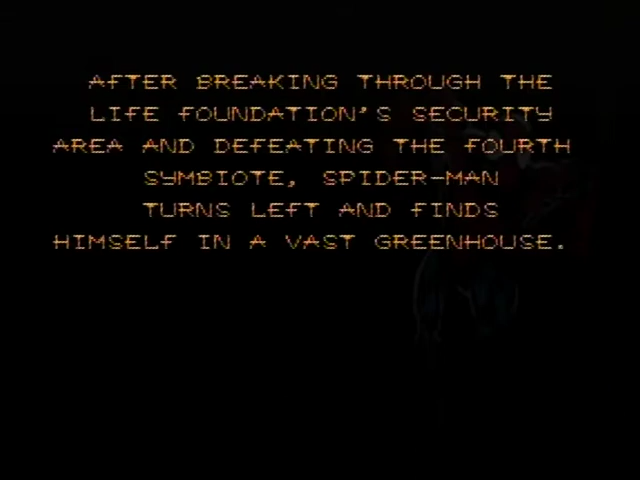 AFTER BREAKING THROUGH THE
LIFE FOUNDATION'S SECURITY
AREA AND DEFEATING THE FOURTH
SYMBIOTE, SPIDER-MAN
TURNS LEFT AND FINDS
HIMSELF IN A VAST GREENHOUSE.